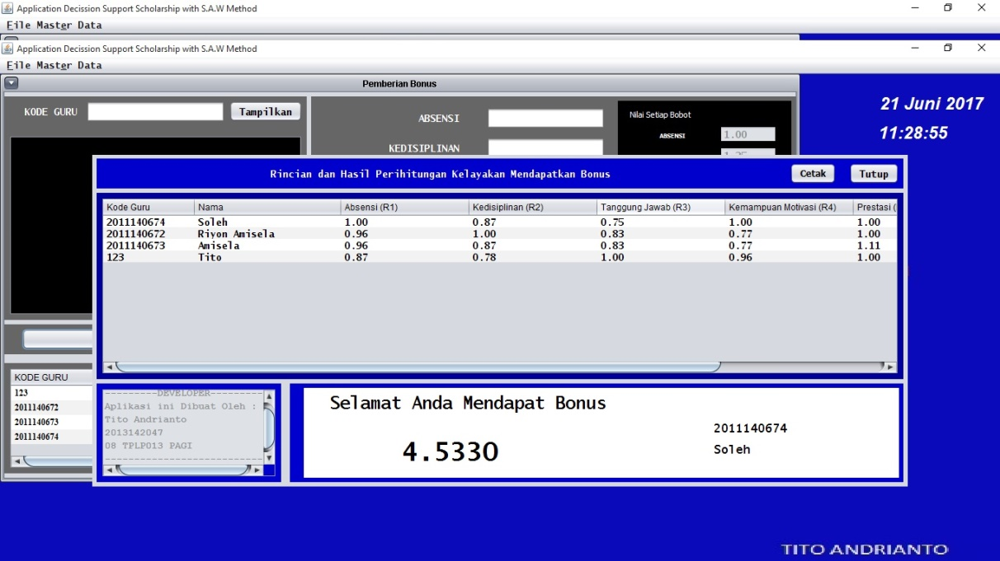 Application Decission Support Scholarship with S.A.W Method
File Master Data
Application Decission Support Scholarship with S.A.W Method
File Master Data
Pemberian Bonus
21 Juni 2017
11:28:55
KODE GURU Tampilkan
ABSENSI
KEDISIPLINAN
Nilai Setiap Bobot
ABSENSI 1.00
Rincian dan Hasil Perihitungan Kelayakan Mendapatkan Bonus Cetak Tutup
Kode Guru Nama Absensi (R1) Kedisiplinan (R2) Tanggung Jawab (R3) Kemampuan Motivasi (R4) Prestasi (
2011140674 Soleh 1.00 0.87 0.75 1.00 1.00
2011140672 Riyon Amisela 0.96 1.00 0.83 0.77 1.00
2011140673 Amisela 0.96 0.87 0.83 0.77 1.11
123 Tito 0.87 0.78 1.00 0.96 1.00
KODE GURU
123
2011140672
2011140673
2011140674
----------DEVELOPER----------
Aplikasi ini Dibuat Oleh :
Tito Andrianto
2013142047
08 TPLP013 PAGI
Selamat Anda Mendapat Bonus
4.5330
2011140674
Soleh
TITO ANDRIANTO